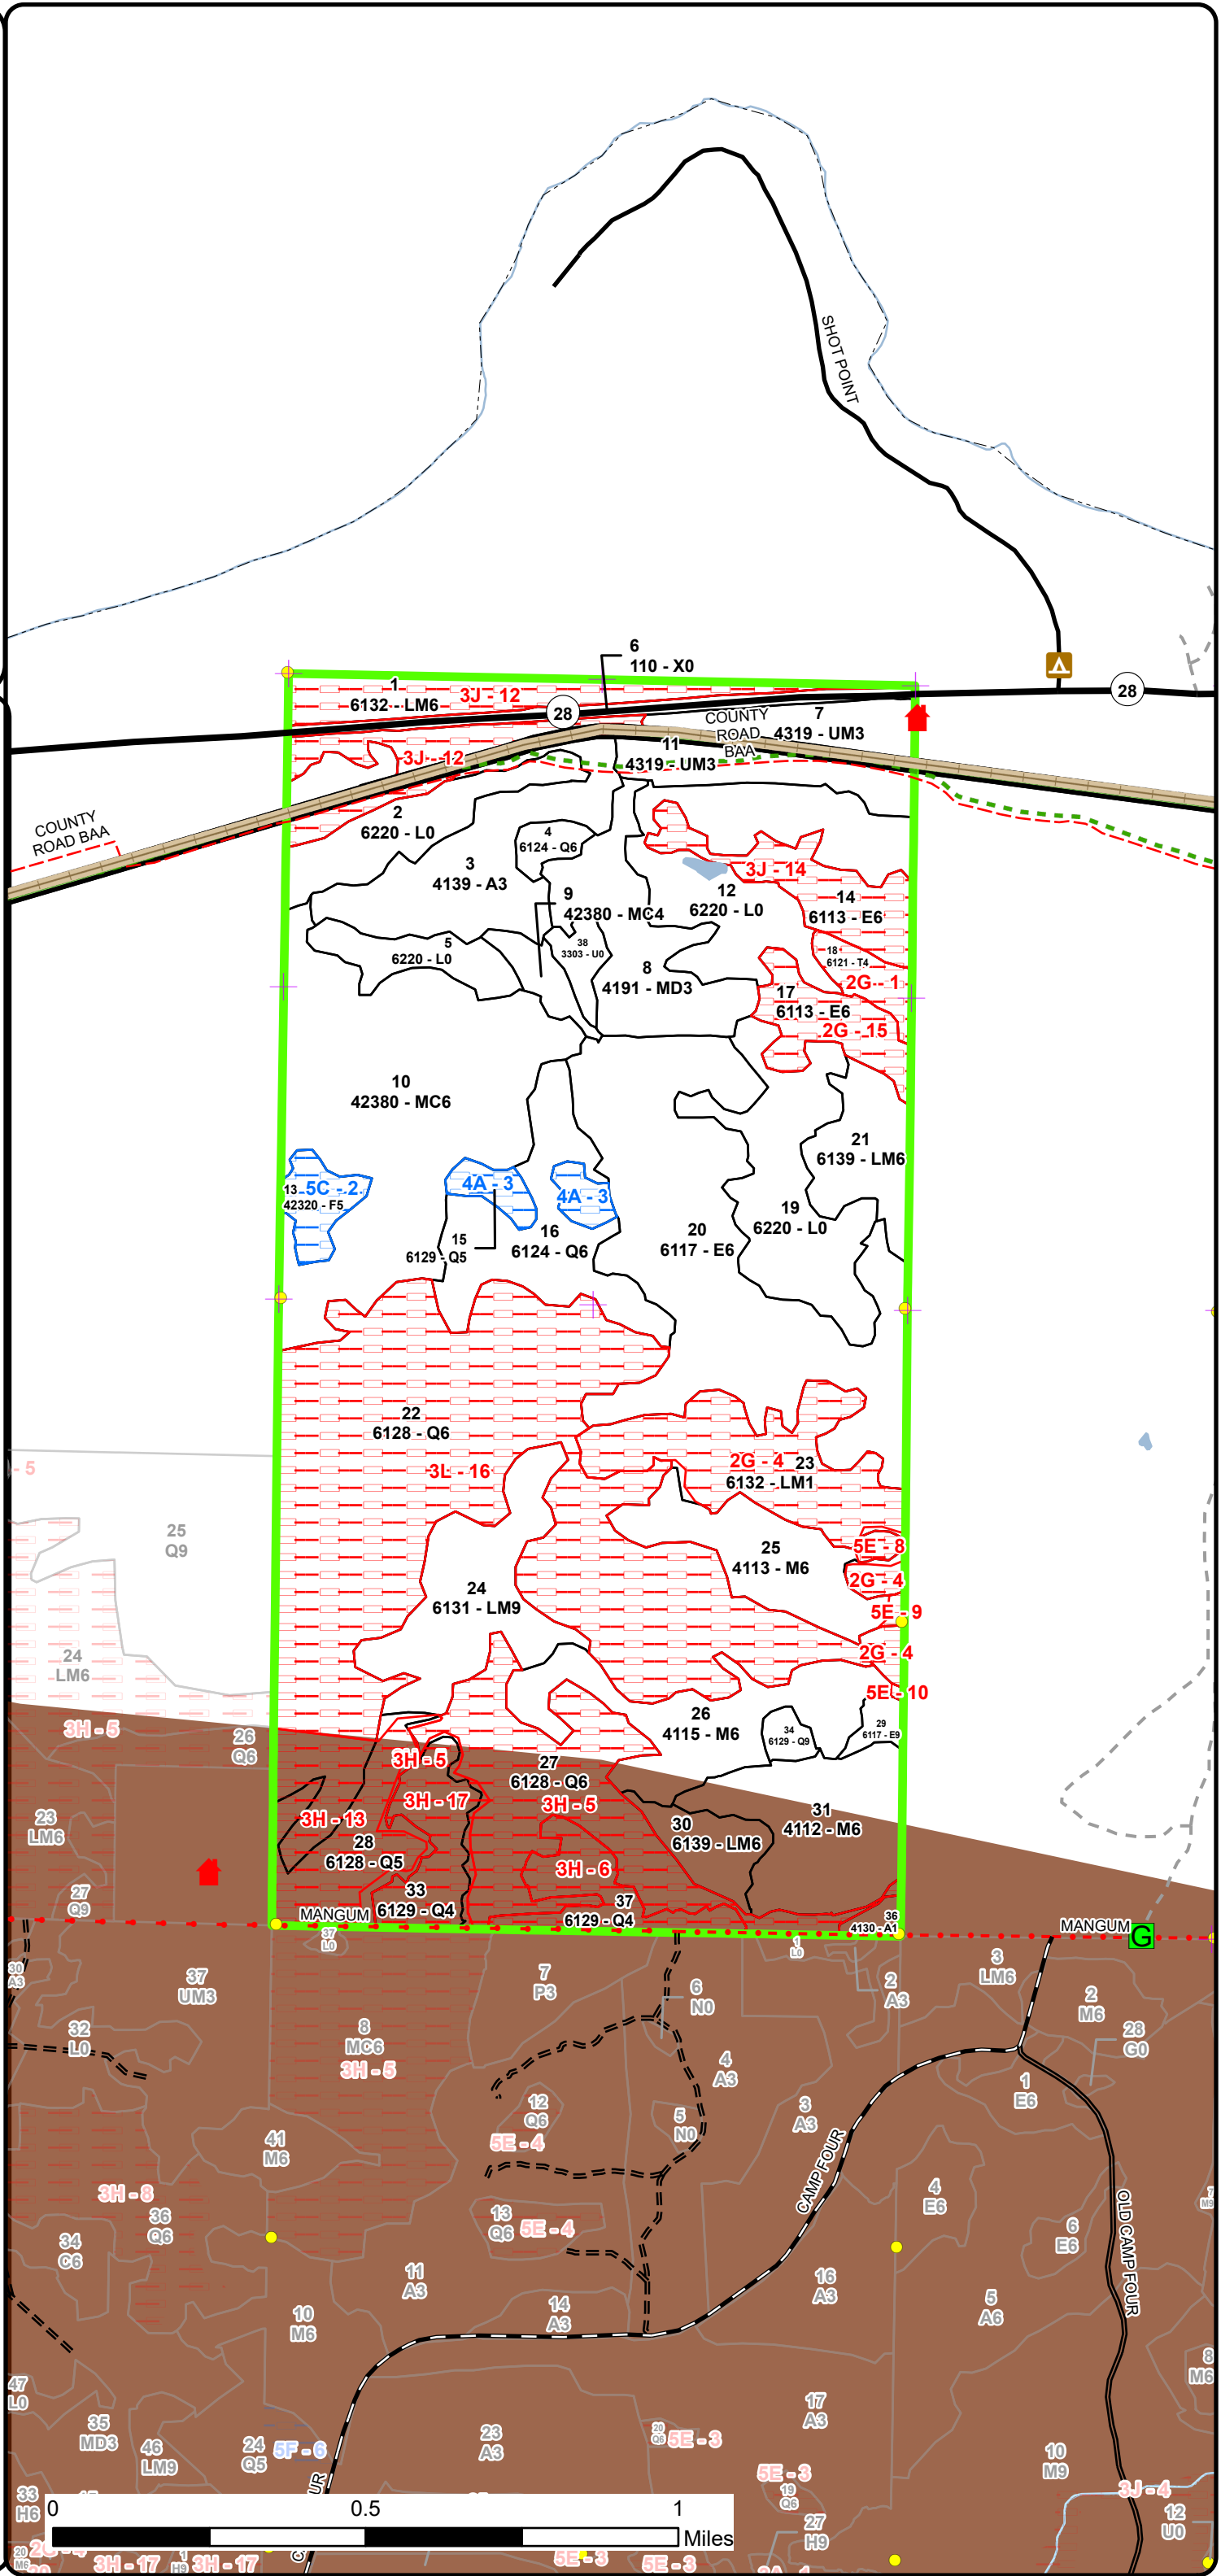 SHOT POINT
6
110 - X0
1
6132 - LM6
3J - 12
28
28
COUNTY
ROAD
BAA
7
4319 - UM3
3J - 12
11
4319 - UM3
COUNTY
ROAD BAA
2
6220 - L0
4
6124 - Q6
3
4139 - A3
3J - 14
9
42380 - MC4
12
6220 - L0
14
6113 - E6
5
6220 - L0
38
3303 - U0
18
6121 - T4
8
4191 - MD3
2G - 1
17
6113 - E6
2G - 15
10
42380 - MC6
21
6139 - LM6
13
5C - 2
42320 - F5
4A - 3
4A - 3
19
6220 - L0
15
6129 - Q5
16
6124 - Q6
20
6117 - E6
22
6128 - Q6
3L - 16
2G - 4
23
6132 - LM1
- 5
25
Q9
25
4113 - M6
5E - 8
2G - 4
24
6131 - LM9
5E - 9
24
LM6
2G - 4
5E - 10
26
4115 - M6
34
6129 - Q9
29
6117 - E9
3H - 5
26
Q6
3H - 5
27
6128 - Q6
3H - 5
3H - 17
3H - 13
31
4112 - M6
30
6139 - LM6
23
LM6
28
6128 - Q5
3H - 6
27
Q9
33
6129 - Q4
37
6129 - Q4
36
4130 - A1
MANGUM
MANGUM
G
37
L0
1
L0
30
A3
37
UM3
7
P3
6
N0
2
A3
3
LM6
2
M6
28
G0
32
L0
8
MC6
3H - 5
4
A3
1
E6
12
Q6
5E - 4
5
N0
3
A3
CAMP FOUR
41
M6
3H - 8
36
Q6
34
C6
13
Q6
5E - 4
4
E6
6
E6
7
M9
OLD CAMP FOUR
11
A3
16
A3
5
A6
10
M6
14
A3
47
L0
8
M6
35
MD3
46
LM9
24
Q5
5F - 6
23
A3
20
Q6
5E - 3
17
A3
10
M9
5E - 3
19
Q6
3J - 4
12
U0
33
H6
27
H9
0
0.5
1
Miles
20
M6
3H - 17
H9
3H - 17
5E - 3
5E - 3